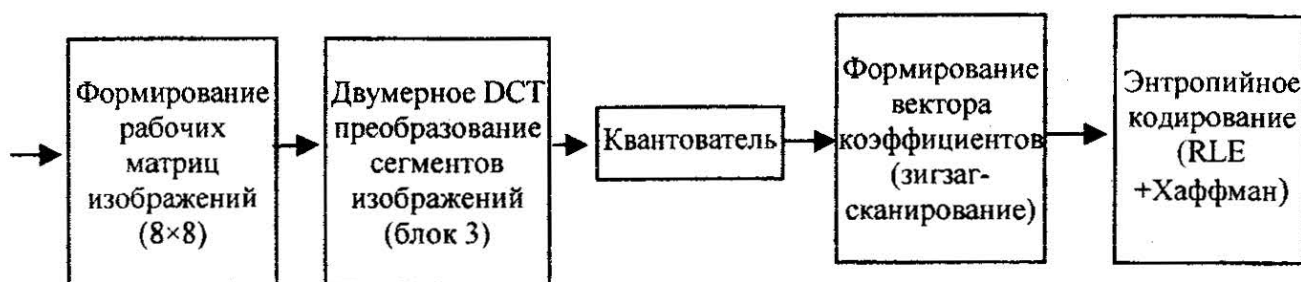 Формирование
рабочих
матриц
изображений
(8×8)
Двумерное DCT
преобразование
сегментов
изображений
(блок 3)
Квантователь
Формирование
вектора
коэффициентов
(зигзаг-
сканирование)
Энтропийное
кодирование
(RLE
+Хаффман)